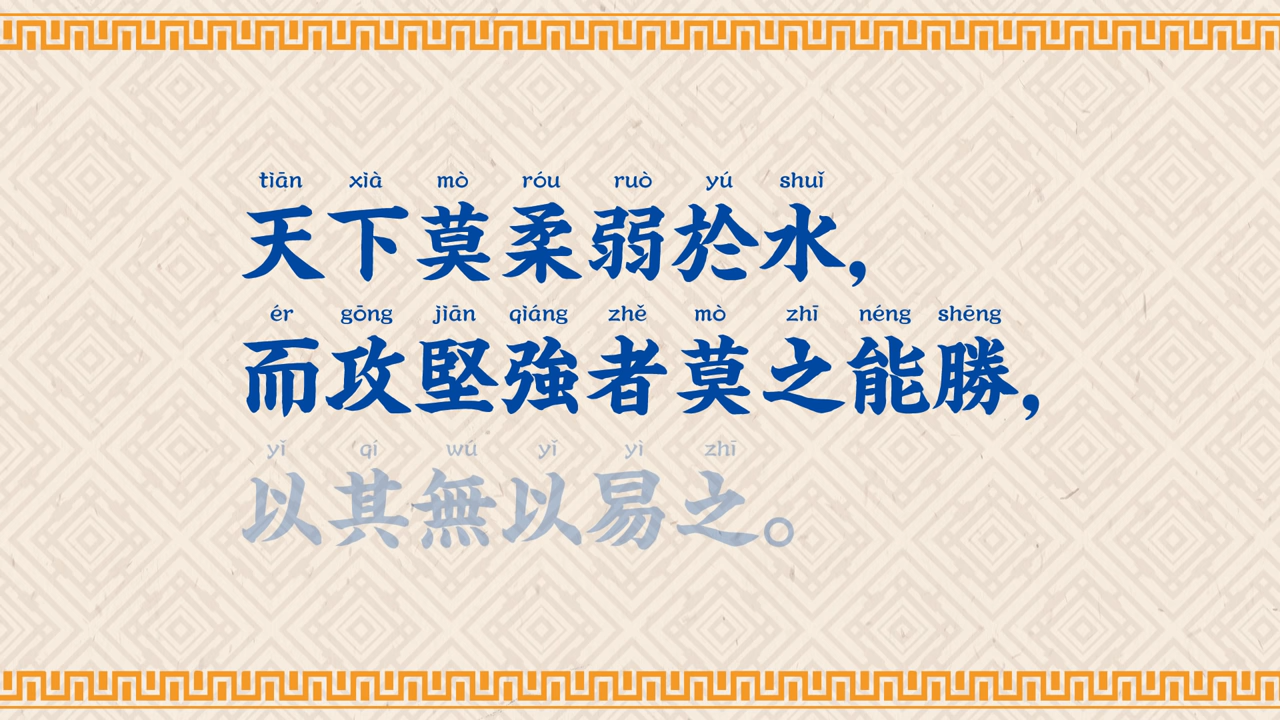 tiān xià mò róu ruò yú shuǐ
天下莫柔弱於水,
ér gōng jiān qiáng zhě mò zhī néng shēng
而攻堅強者莫之能勝,
yǐ qí wú yǐ yì zhī
以其無以易之。